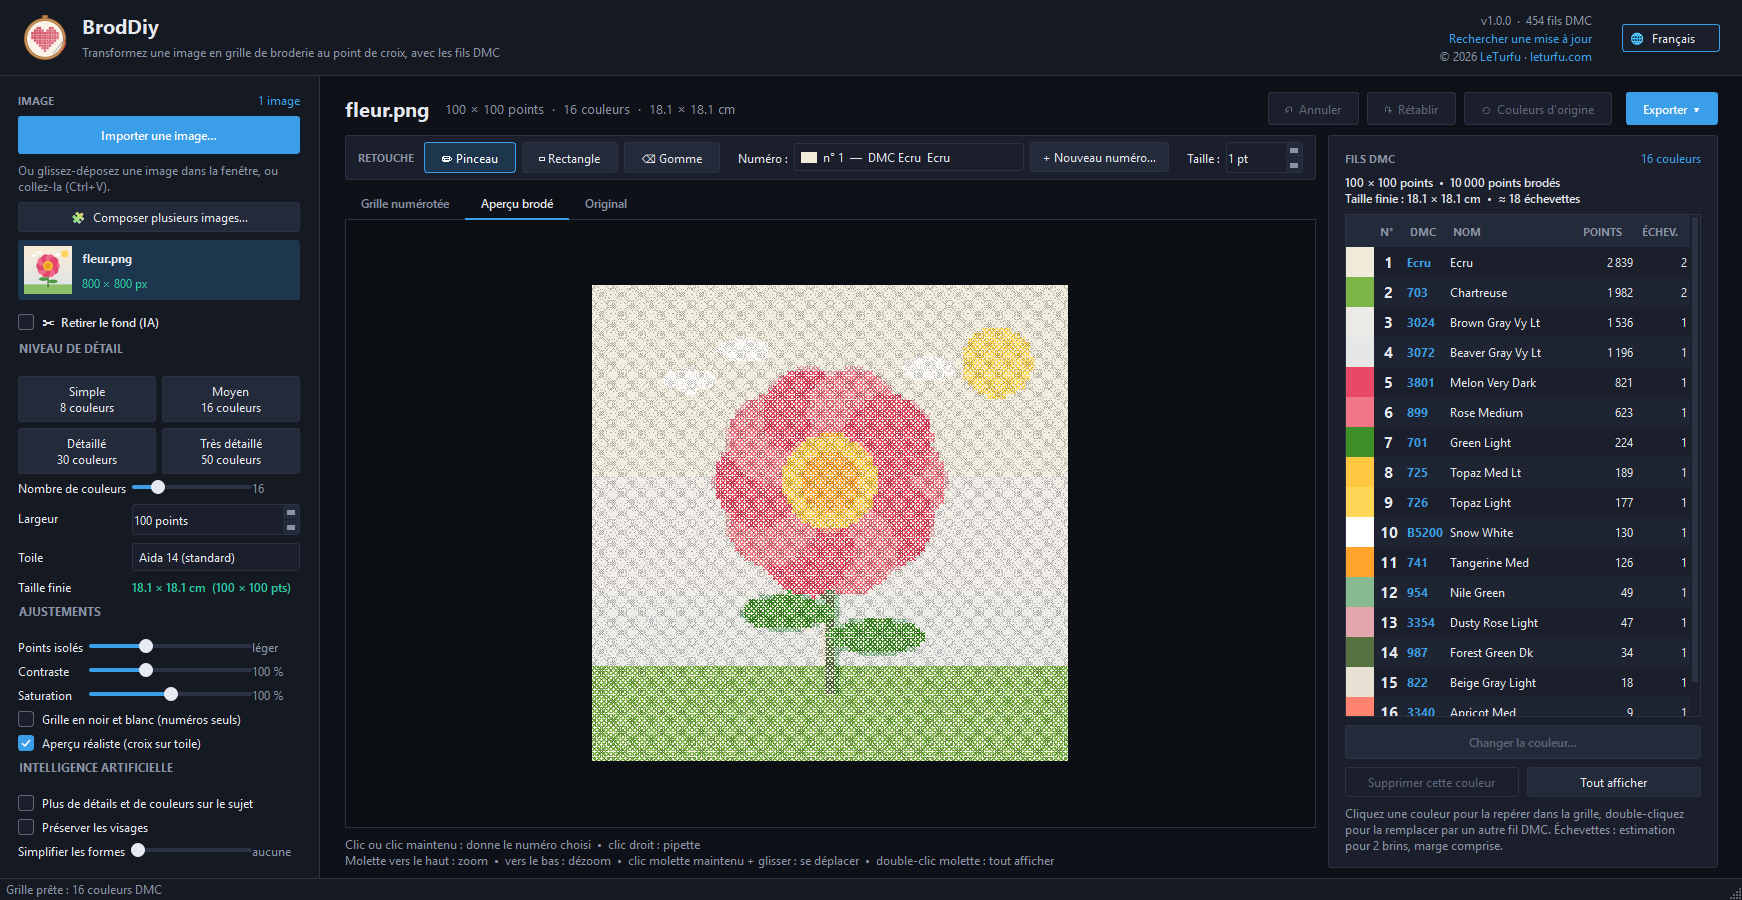 BrodDiy
Transformez une image en grille de broderie au point de croix, avec les fils DMC
v1.0.0 · 454 fils DMC
Rechercher une mise à jour
© 2026 LeTurfu · leturfu.com
Français
IMAGE
1 image
Importer une image...
Ou glissez-déposez une image dans la fenêtre, ou
collez-la (Ctrl+V).
Composer plusieurs images...
fleur.png
800 × 800 px
Retirer le fond (IA)
NIVEAU DE DÉTAIL
Simple
8 couleurs
Moyen
16 couleurs
Détaillé
30 couleurs
Très détaillé
50 couleurs
Nombre de couleurs 16
Largeur 100 points
Toile Aida 14 (standard)
Taille finie 18.1 × 18.1 cm (100 × 100 pts)
AJUSTEMENTS
Points isolés léger
Contraste 100 %
Saturation 100 %
Grille en noir et blanc (numéros seuls)
Aperçu réaliste (croix sur toile)
INTELLIGENCE ARTIFICIELLE
Plus de détails et de couleurs sur le sujet
Préserver les visages
Simplifier les formes aucune
fleur.png 100 × 100 points · 16 couleurs · 18.1 × 18.1 cm
Annuler
Rétablir
Couleurs d'origine
Exporter
RETOUCHE
Pinceau
Rectangle
Gomme
Numéro : n° 1 — DMC Ecru Ecru
+ Nouveau numéro...
Taille : 1 pt
Grille numérotée
Aperçu brodé
Original
Clic ou clic maintenu : donne le numéro choisi • clic droit : pipette
Molette vers le haut : zoom • vers le bas : dézoom • clic molette maintenu + glisser : se déplacer • double-clic molette : tout afficher
FILS DMC 16 couleurs
100 × 100 points • 10 000 points brodés
Taille finie : 18.1 × 18.1 cm • ≈ 18 échevettes
N° DMC NOM POINTS ÉCHEV.
1 Ecru Ecru 2 839 2
2 703 Chartreuse 1 982 2
3 3024 Brown Gray Vy Lt 1 536 1
4 3072 Beaver Gray Vy Lt 1 196 1
5 3801 Melon Very Dark 821 1
6 899 Rose Medium 623 1
7 701 Green Light 224 1
8 725 Topaz Med Lt 189 1
9 726 Topaz Light 177 1
10 B5200 Snow White 130 1
11 741 Tangerine Med 126 1
12 954 Nile Green 49 1
13 3354 Dusty Rose Light 47 1
14 987 Forest Green Dk 34 1
15 822 Beige Gray Light 18 1
16 3340 Apricot Med 9 1
Changer la couleur...
Supprimer cette couleur
Tout afficher
Cliquez une couleur pour la repérer dans la grille, double-cliquez
pour la remplacer par un autre fil DMC. Échevettes : estimation
pour 2 brins, marge comprise.
Grille prête : 16 couleurs DMC